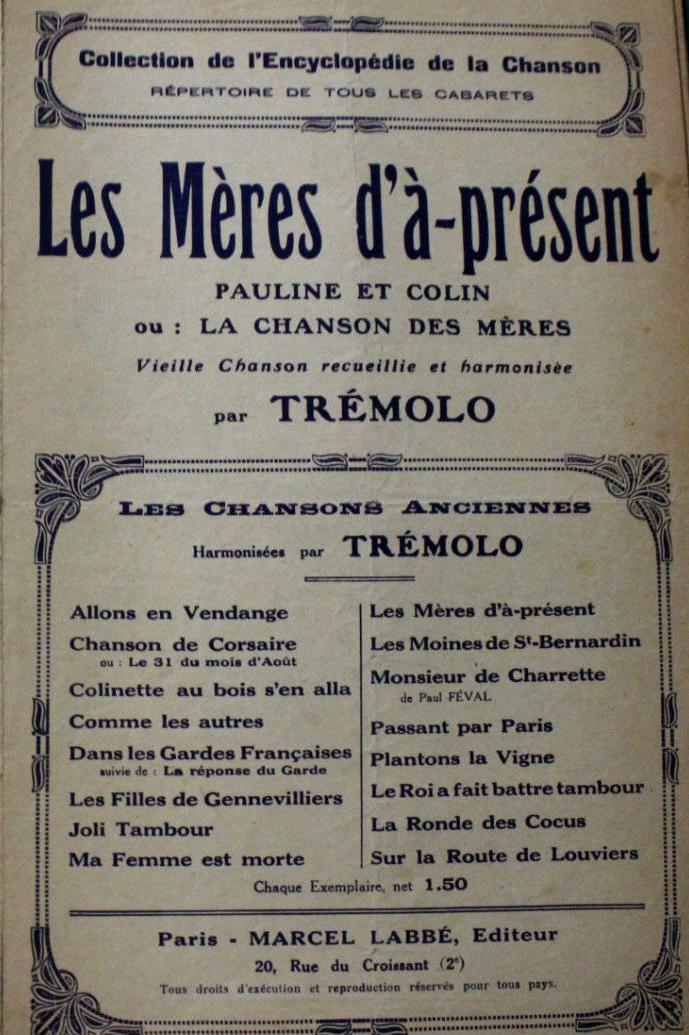 Collection de l'Encyclopédie de la Chanson
RÉPERTOIRE DE TOUS LES CABARETS
Les Mères d'à-présent
PAULINE ET COLIN
ou : LA CHANSON DES MÈRES
Vieille Chanson recueillie et harmonisèe
par TRÉMOLO
LES CHANSONS ANCIENNES
Harmonisées par TRÉMOLO
Allons en Vendange
Chanson de Corsaire
ou : Le 31 du mois d'Août
Colinette au bois s'en alla
Comme les autres
Dans les Gardes Françaises
suivie de : La réponse du Garde
Les Filles de Gennevilliers
Joli Tambour
Ma Femme est morte
Les Mères d'à-présent
Les Moines de St-Bernardin
Monsieur de Charrette
de Paul FÉVAL
Passant par Paris
Plantons la Vigne
Le Roi a fait battre tambour
La Ronde des Cocus
Sur la Route de Louviers
Chaque Exemplaire, net 1.50
Paris - MARCEL LABBÉ, Editeur
20, Rue du Croissant (2e)
Tous droits d'exécution et reproduction réservés pour tous pays.